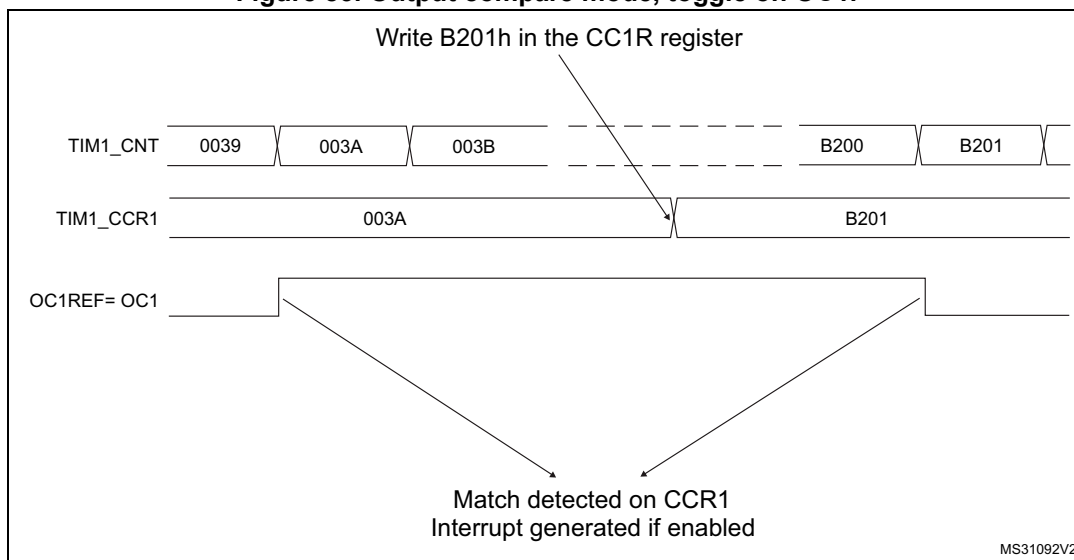 Write B201h in the CC1R register
TIM1_CNT 0039 003A 003B B200 B201
TIM1_CCR1 003A B201
OC1REF= OC1
Match detected on CCR1
Interrupt generated if enabled
MS31092V2